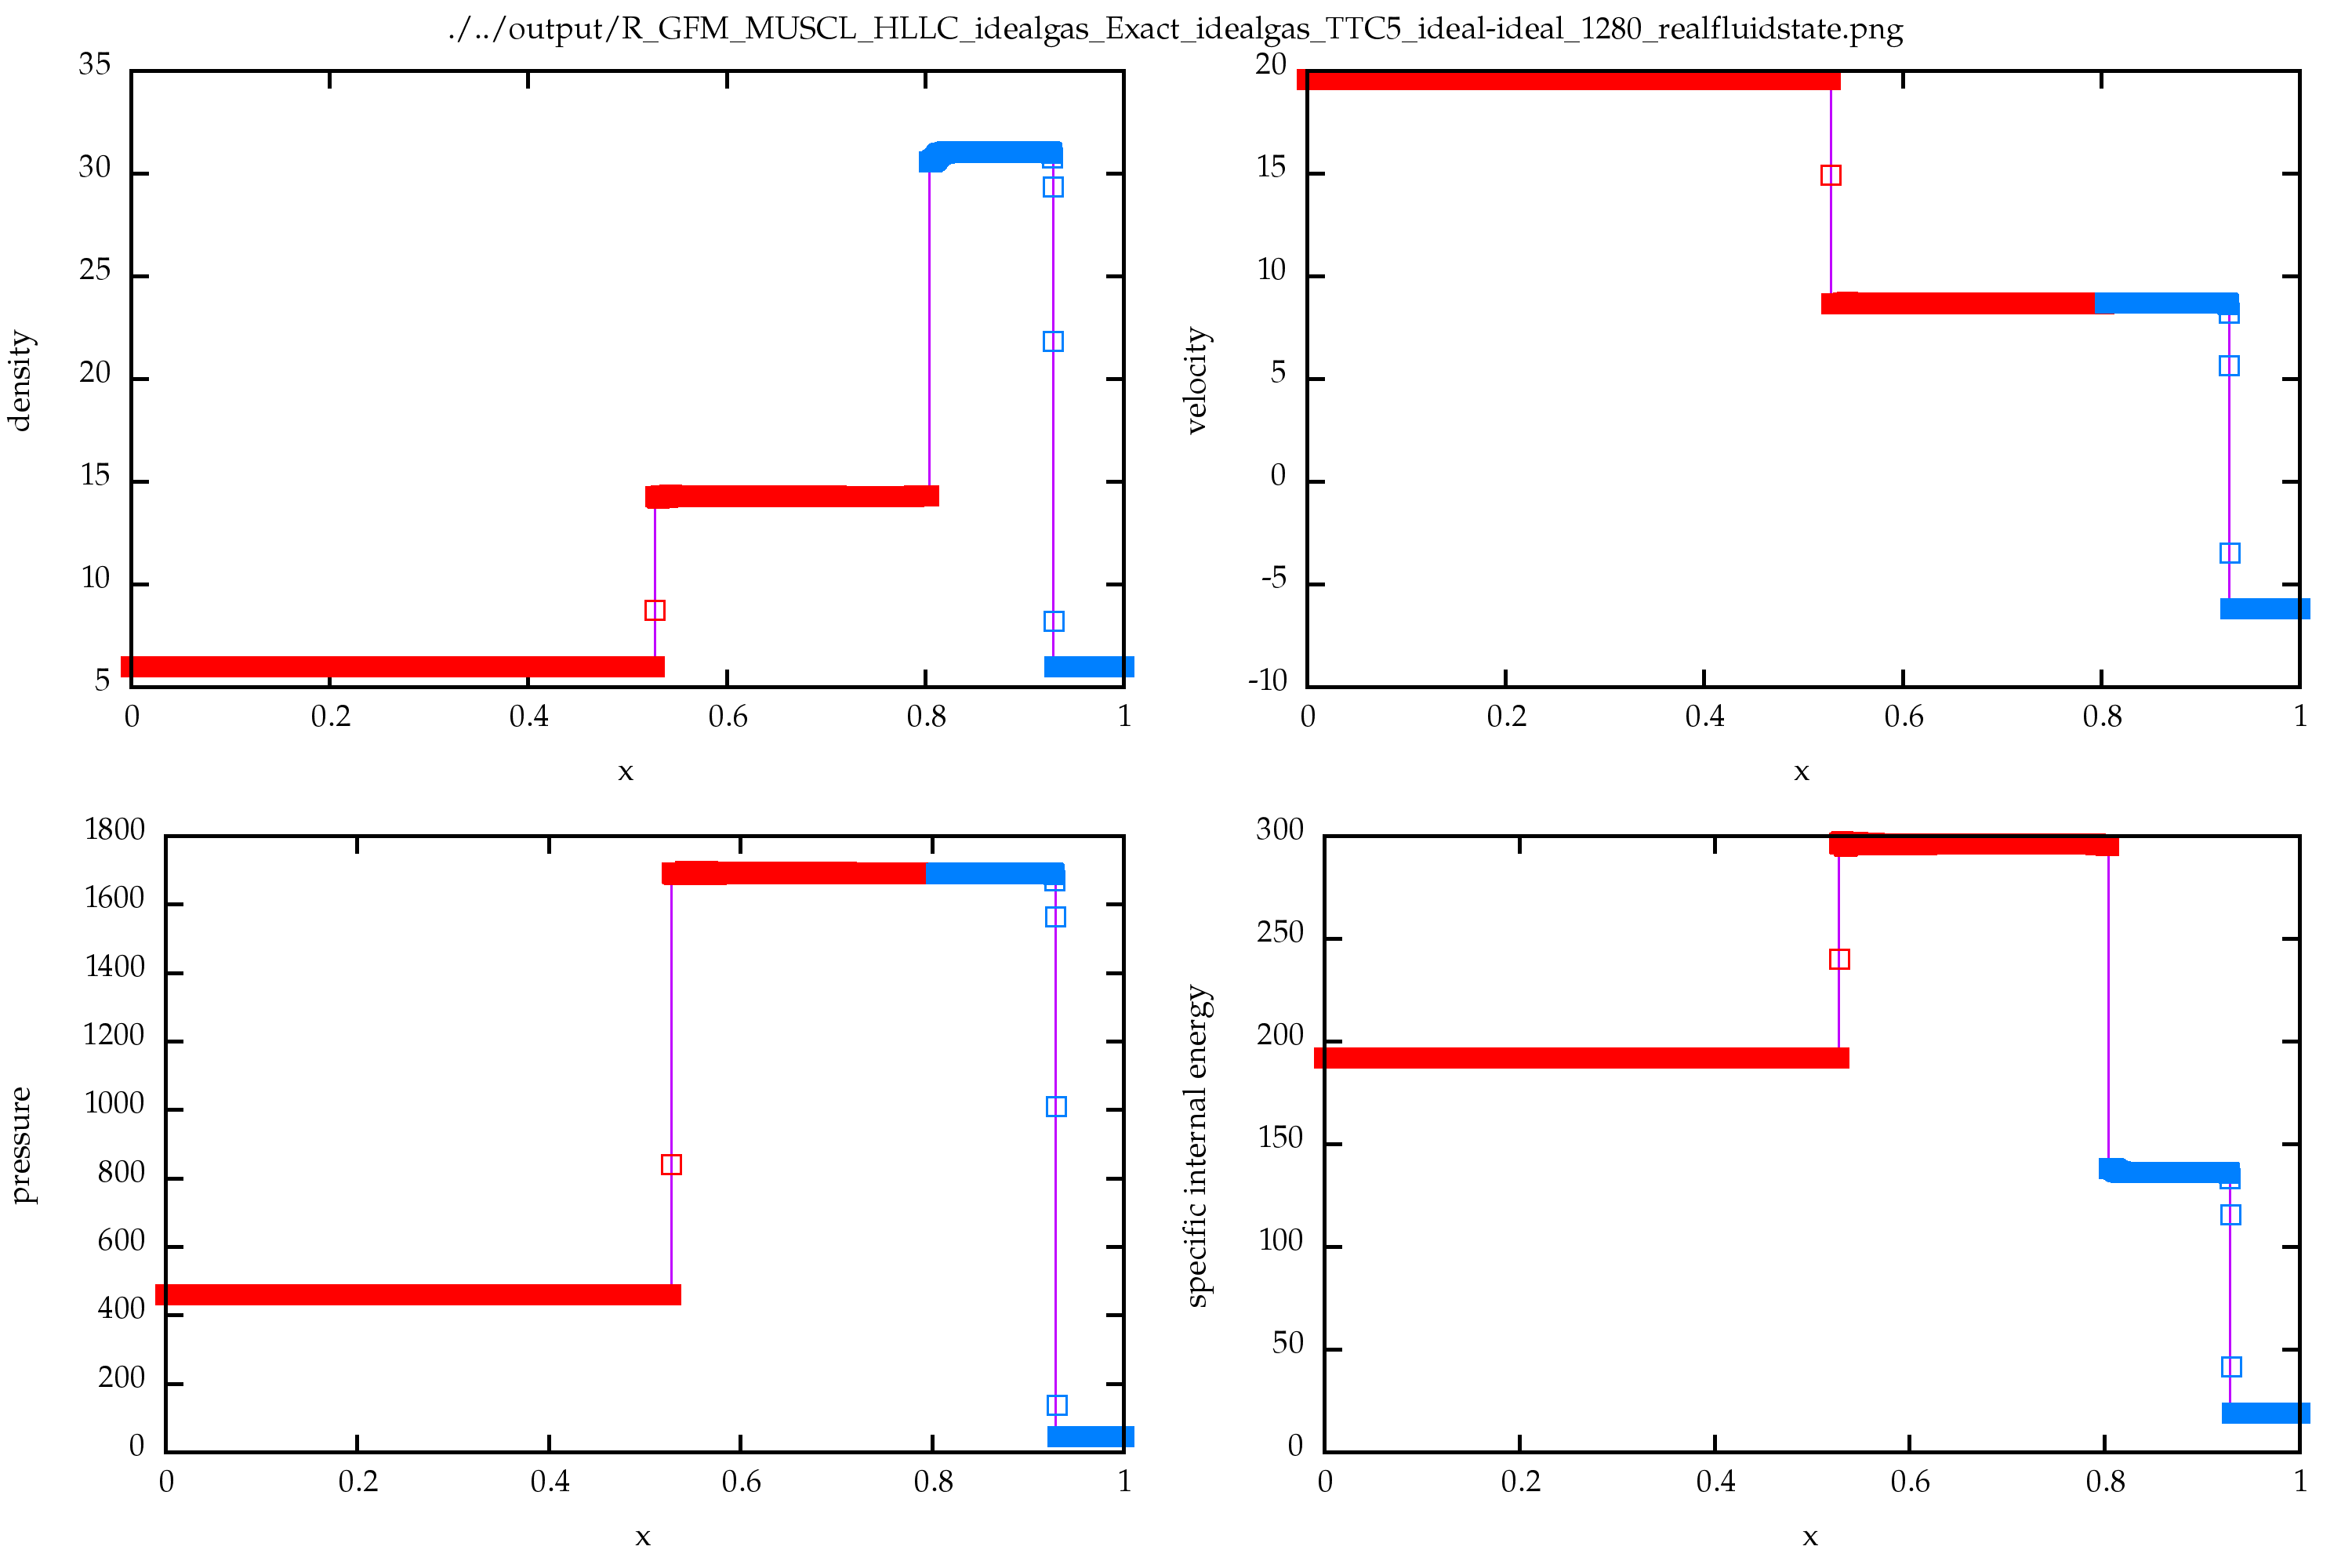 ./../output/R_GFM_MUSCL_HLLC_idealgas_Exact_idealgas_TTC5_ideal-ideal_1280_realfluidstate.png
35
30
25
20
15
10
5
density
0 0.2 0.4 0.6 0.8 1
x
20
15
10
5
0
-5
-10
velocity
0 0.2 0.4 0.6 0.8 1
x
1800
1600
1400
1200
1000
800
600
400
200
0
pressure
0 0.2 0.4 0.6 0.8 1
x
300
250
200
150
100
50
0
specific internal energy
0 0.2 0.4 0.6 0.8 1
x